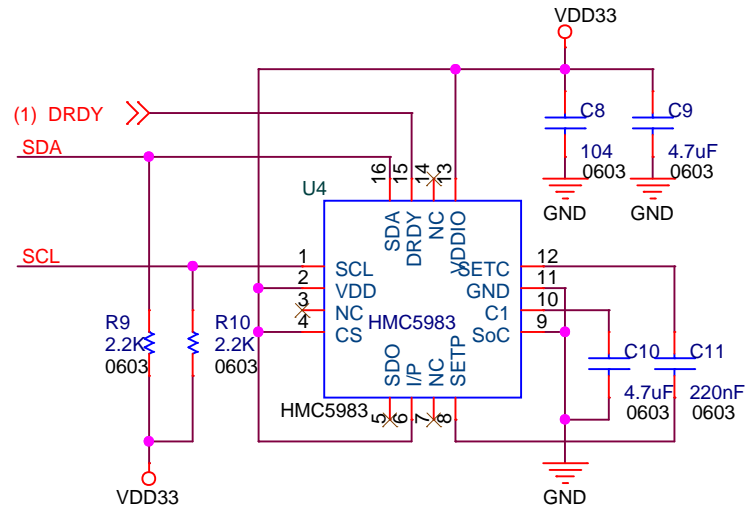 VDD33
(1) DRDY
C8
C9
SDA
104
4.7uF
0603
0603
16
15
14
13
U4
GND
GND
SDA
DRDY
NC
VDDIO
SCL
1
SCL
SETC
12
2
VDD
GND
11
3
NC
C1
10
4
CS
HMC5983
SoC
9
R9
R10
2.2K
2.2K
0603
0603
C10
C11
SDO
I/P
NC
SETP
4.7uF
220nF
0603
0603
HMC5983
5
6
7
8
VDD33
GND